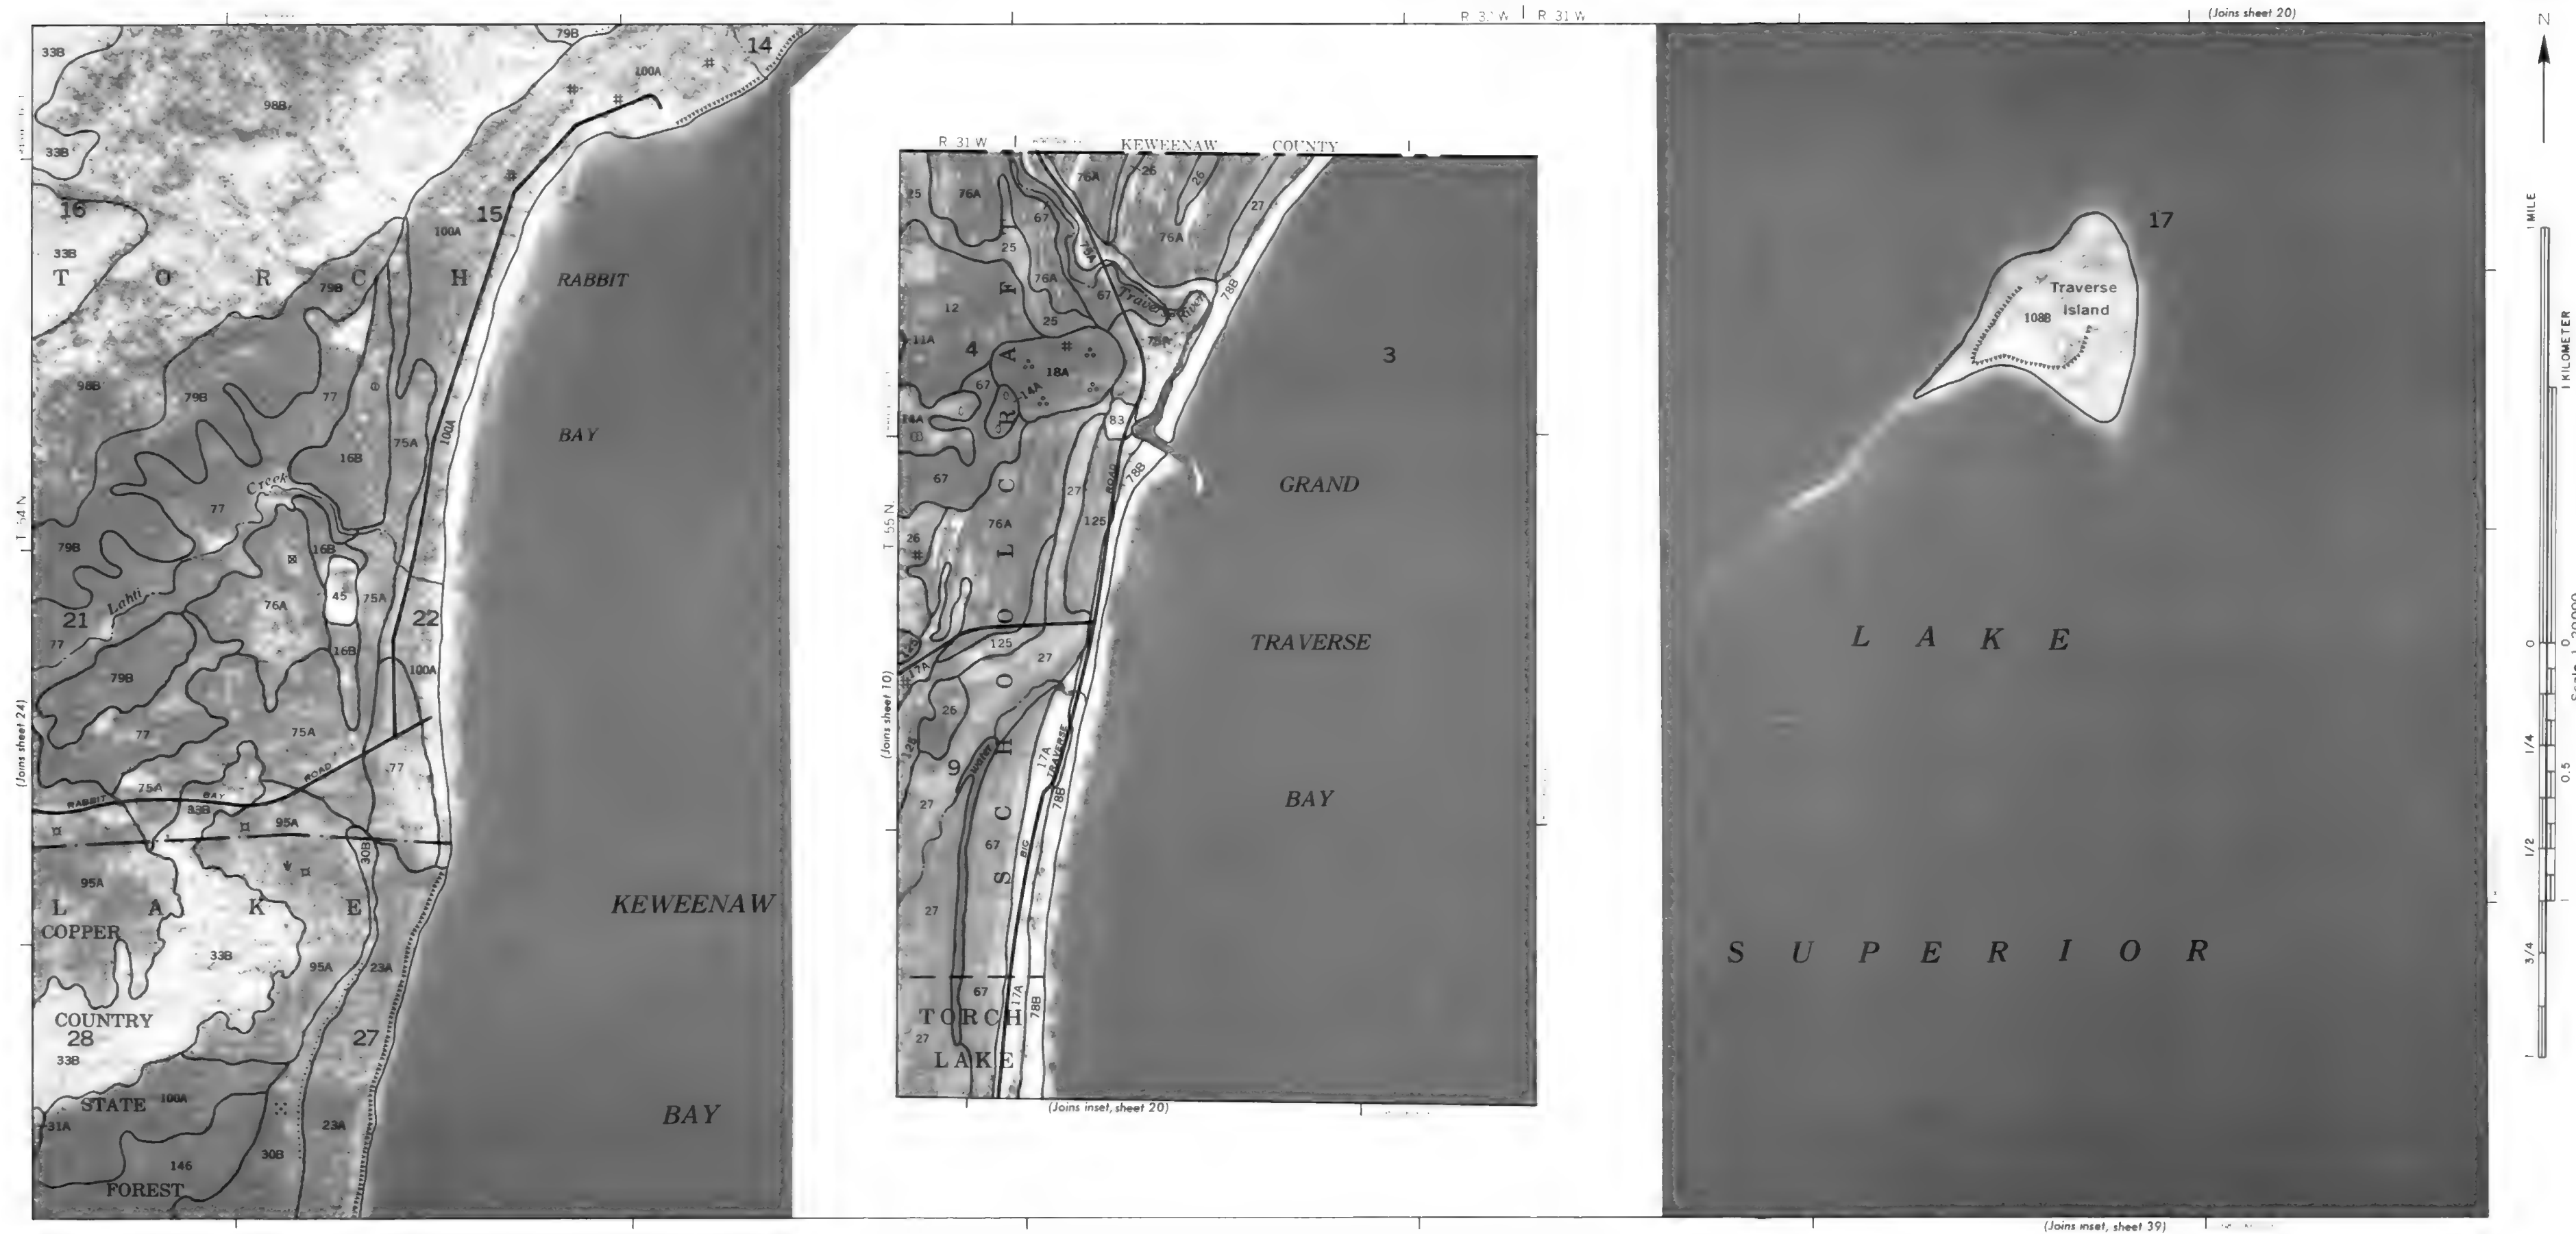 R 31 W
(Joins sheet 20)
N
33B
98B
33B
16
33B
79B
14
100A
15
100A
T O R C H
79B
98B
79B
77
16B
75A
100A
RABBIT
BAY
Creek
77
79B
16B
45
75A
76A
Lahti
21
77
22
79B
16B
100A
77
75A
75A
ROAD
77
RABBIT
BAY
33B
95A
30B
95A
L A K E
COPPER
33B
95A
23A
COUNTRY
28
33B
27
STATE
100A
31A
23A
30B
146
FOREST
KEWEENAW
BAY
T 54 N
(Joins sheet 24)
R 31 W
KEWEENAW COUNTY
25
76A
67
25
76A
26
26
27
76A
75A
76A
67
Traverse River
78B
12
25
11A
4
18A
75A
67
14A
14A
83
67
27
ROAD
78B
125
76A
26
125
27
17A
26
9
water
17A
BIG
TRAVERSE
78B
27
67
27
67
17A
78B
27
S C H O O L C R A F T
TORCH
LAKE
3
GRAND
TRAVERSE
BAY
T 55 N
(Joins sheet 10)
(Joins inset, sheet 20)
17
Traverse
Island
108B
L A K E
S U P E R I O R
(Joins inset, sheet 39)
1 MILE
1 KILOMETER
0
0
1/4
0.5
1/2
3/4
1
1